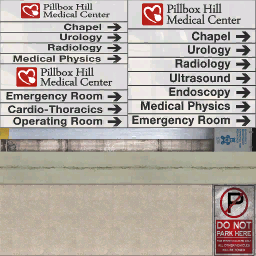 Pillbox Hill
Medical Center
Chapel
Urology
Radiology
Medical Physics
Pillbox Hill
Medical Center
Emergency Room
Cardio-Thoracics
Operating Room
Pillbox Hill
Medical Center
Chapel
Urology
Radiology
Ultrasound
Endoscopy
Medical Physics
Emergency Room
P
DO NOT
PARK HERE